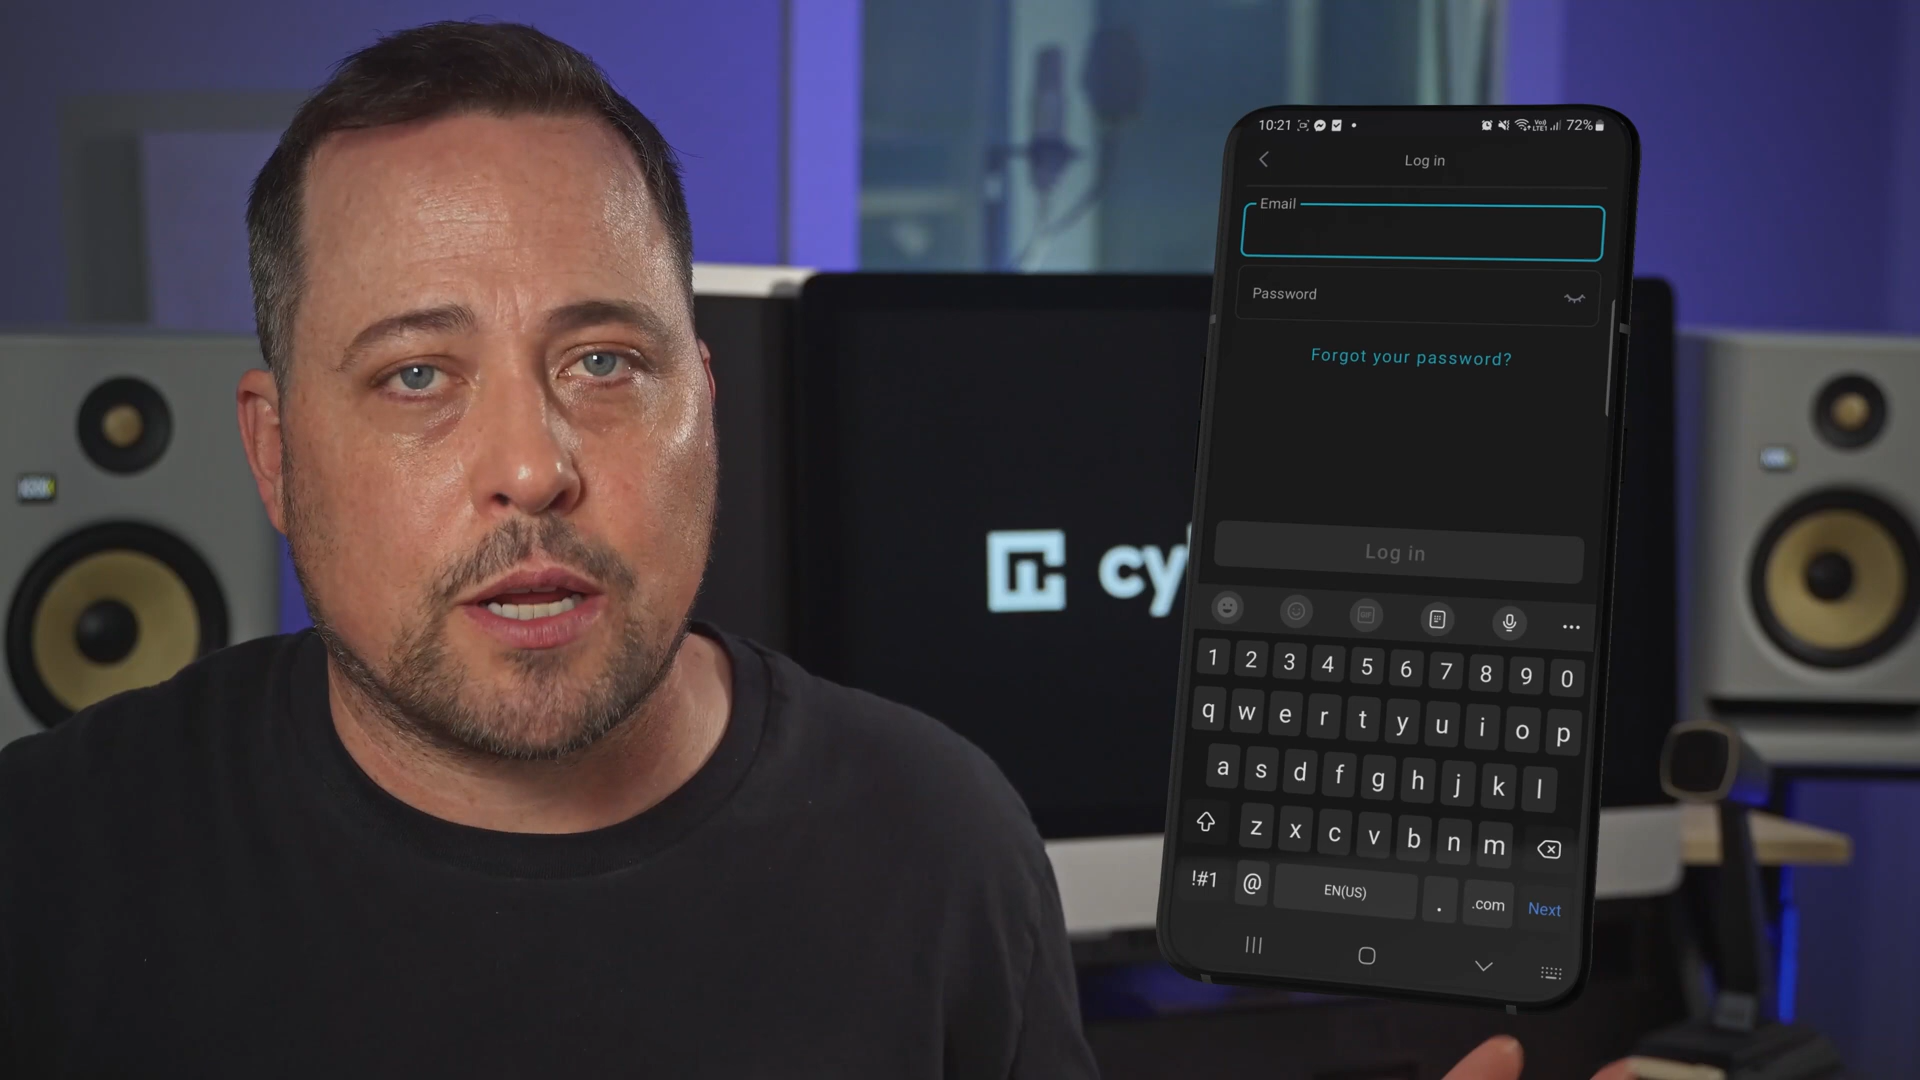 10:21
72%
Log in
Email
Password
Forgot your password?
Log in
1 2 3 4 5 6 7 8 9 0
q w e r t y u i o p
a s d f g h j k l
z x c v b n m
!#1 @ EN(US) . .com Next
cy